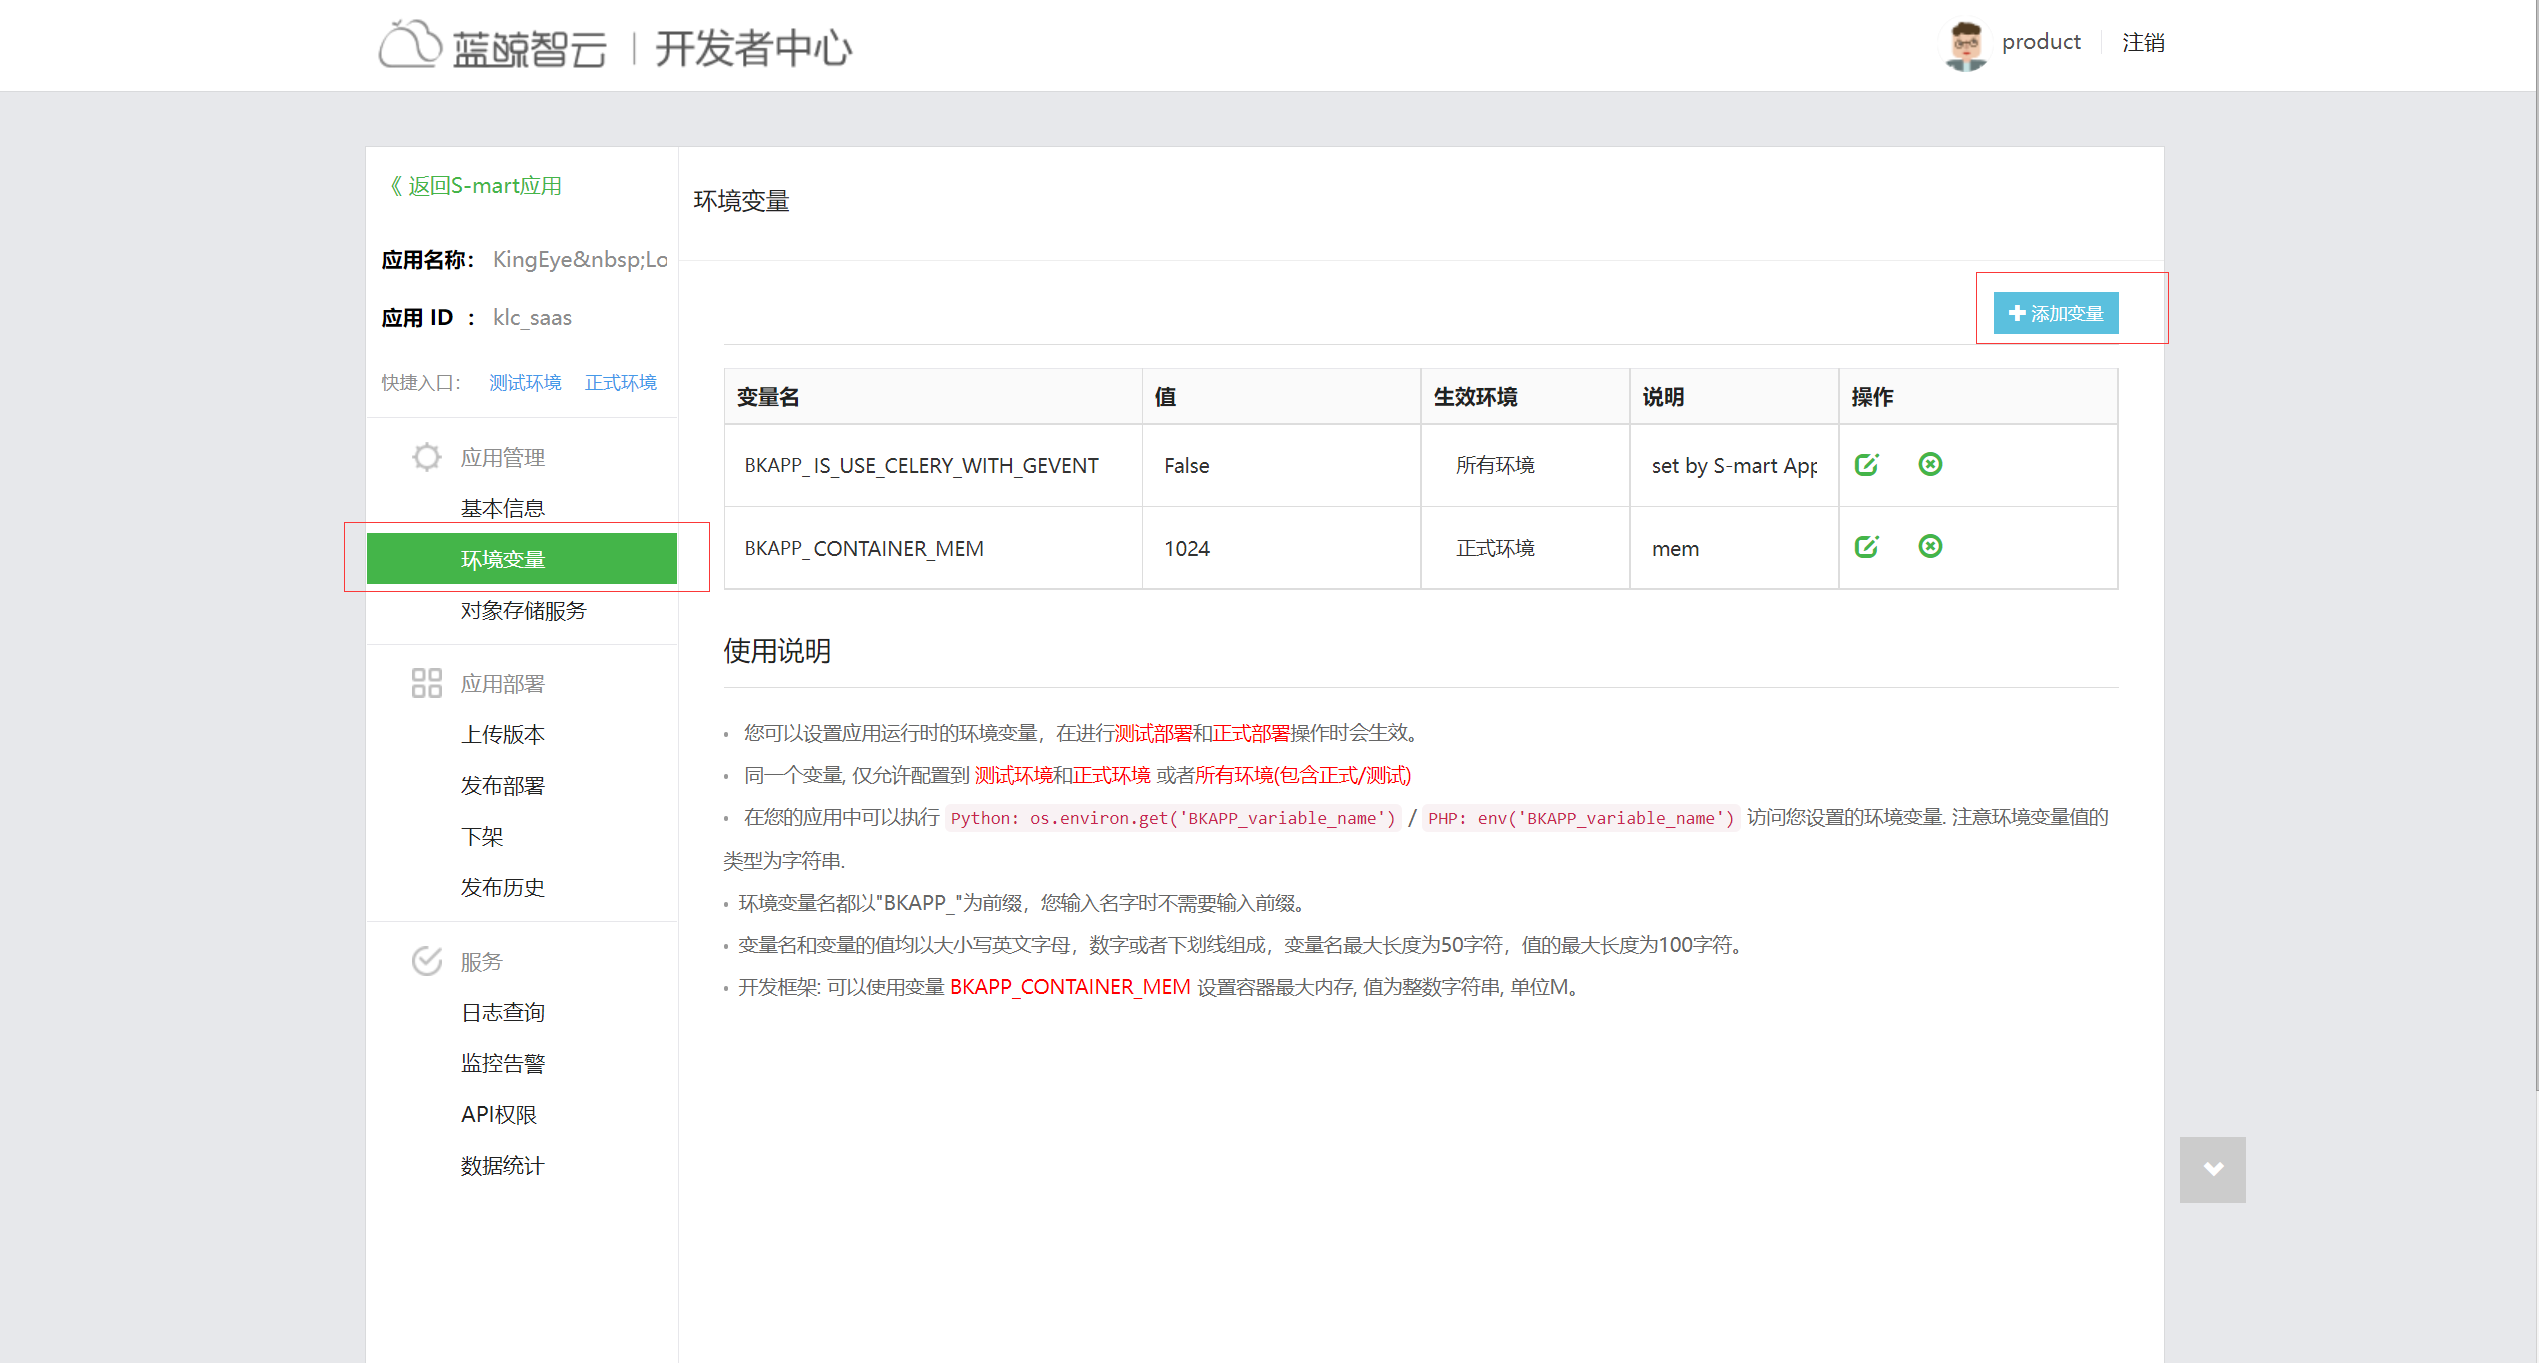 蓝鲸智云 | 开发者中心
product
注销
《 返回S-mart应用
应用名称： KingEye&nbsp;Lo
应用 ID ： klc_saas
快捷入口： 测试环境 正式环境
应用管理
基本信息
环境变量
对象存储服务
应用部署
上传版本
发布部署
下架
发布历史
服务
日志查询
监控告警
API权限
数据统计
环境变量
添加变量
变量名 值 生效环境 说明 操作
BKAPP_IS_USE_CELERY_WITH_GEVENT False 所有环境 set by S-mart App
BKAPP_CONTAINER_MEM 1024 正式环境 mem
使用说明
• 您可以设置应用运行时的环境变量，在进行测试部署和正式部署操作时会生效。
• 同一个变量, 仅允许配置到 测试环境和正式环境 或者所有环境(包含正式/测试)
• 在您的应用中可以执行 Python: os.environ.get('BKAPP_variable_name') / PHP: env('BKAPP_variable_name') 访问您设置的环境变量. 注意环境变量值的
类型为字符串.
• 环境变量名都以"BKAPP_"为前缀，您输入名字时不需要输入前缀。
• 变量名和变量的值均以大小写英文字母，数字或者下划线组成，变量名最大长度为50字符，值的最大长度为100字符。
• 开发框架: 可以使用变量 BKAPP_CONTAINER_MEM 设置容器最大内存, 值为整数字符串, 单位M。